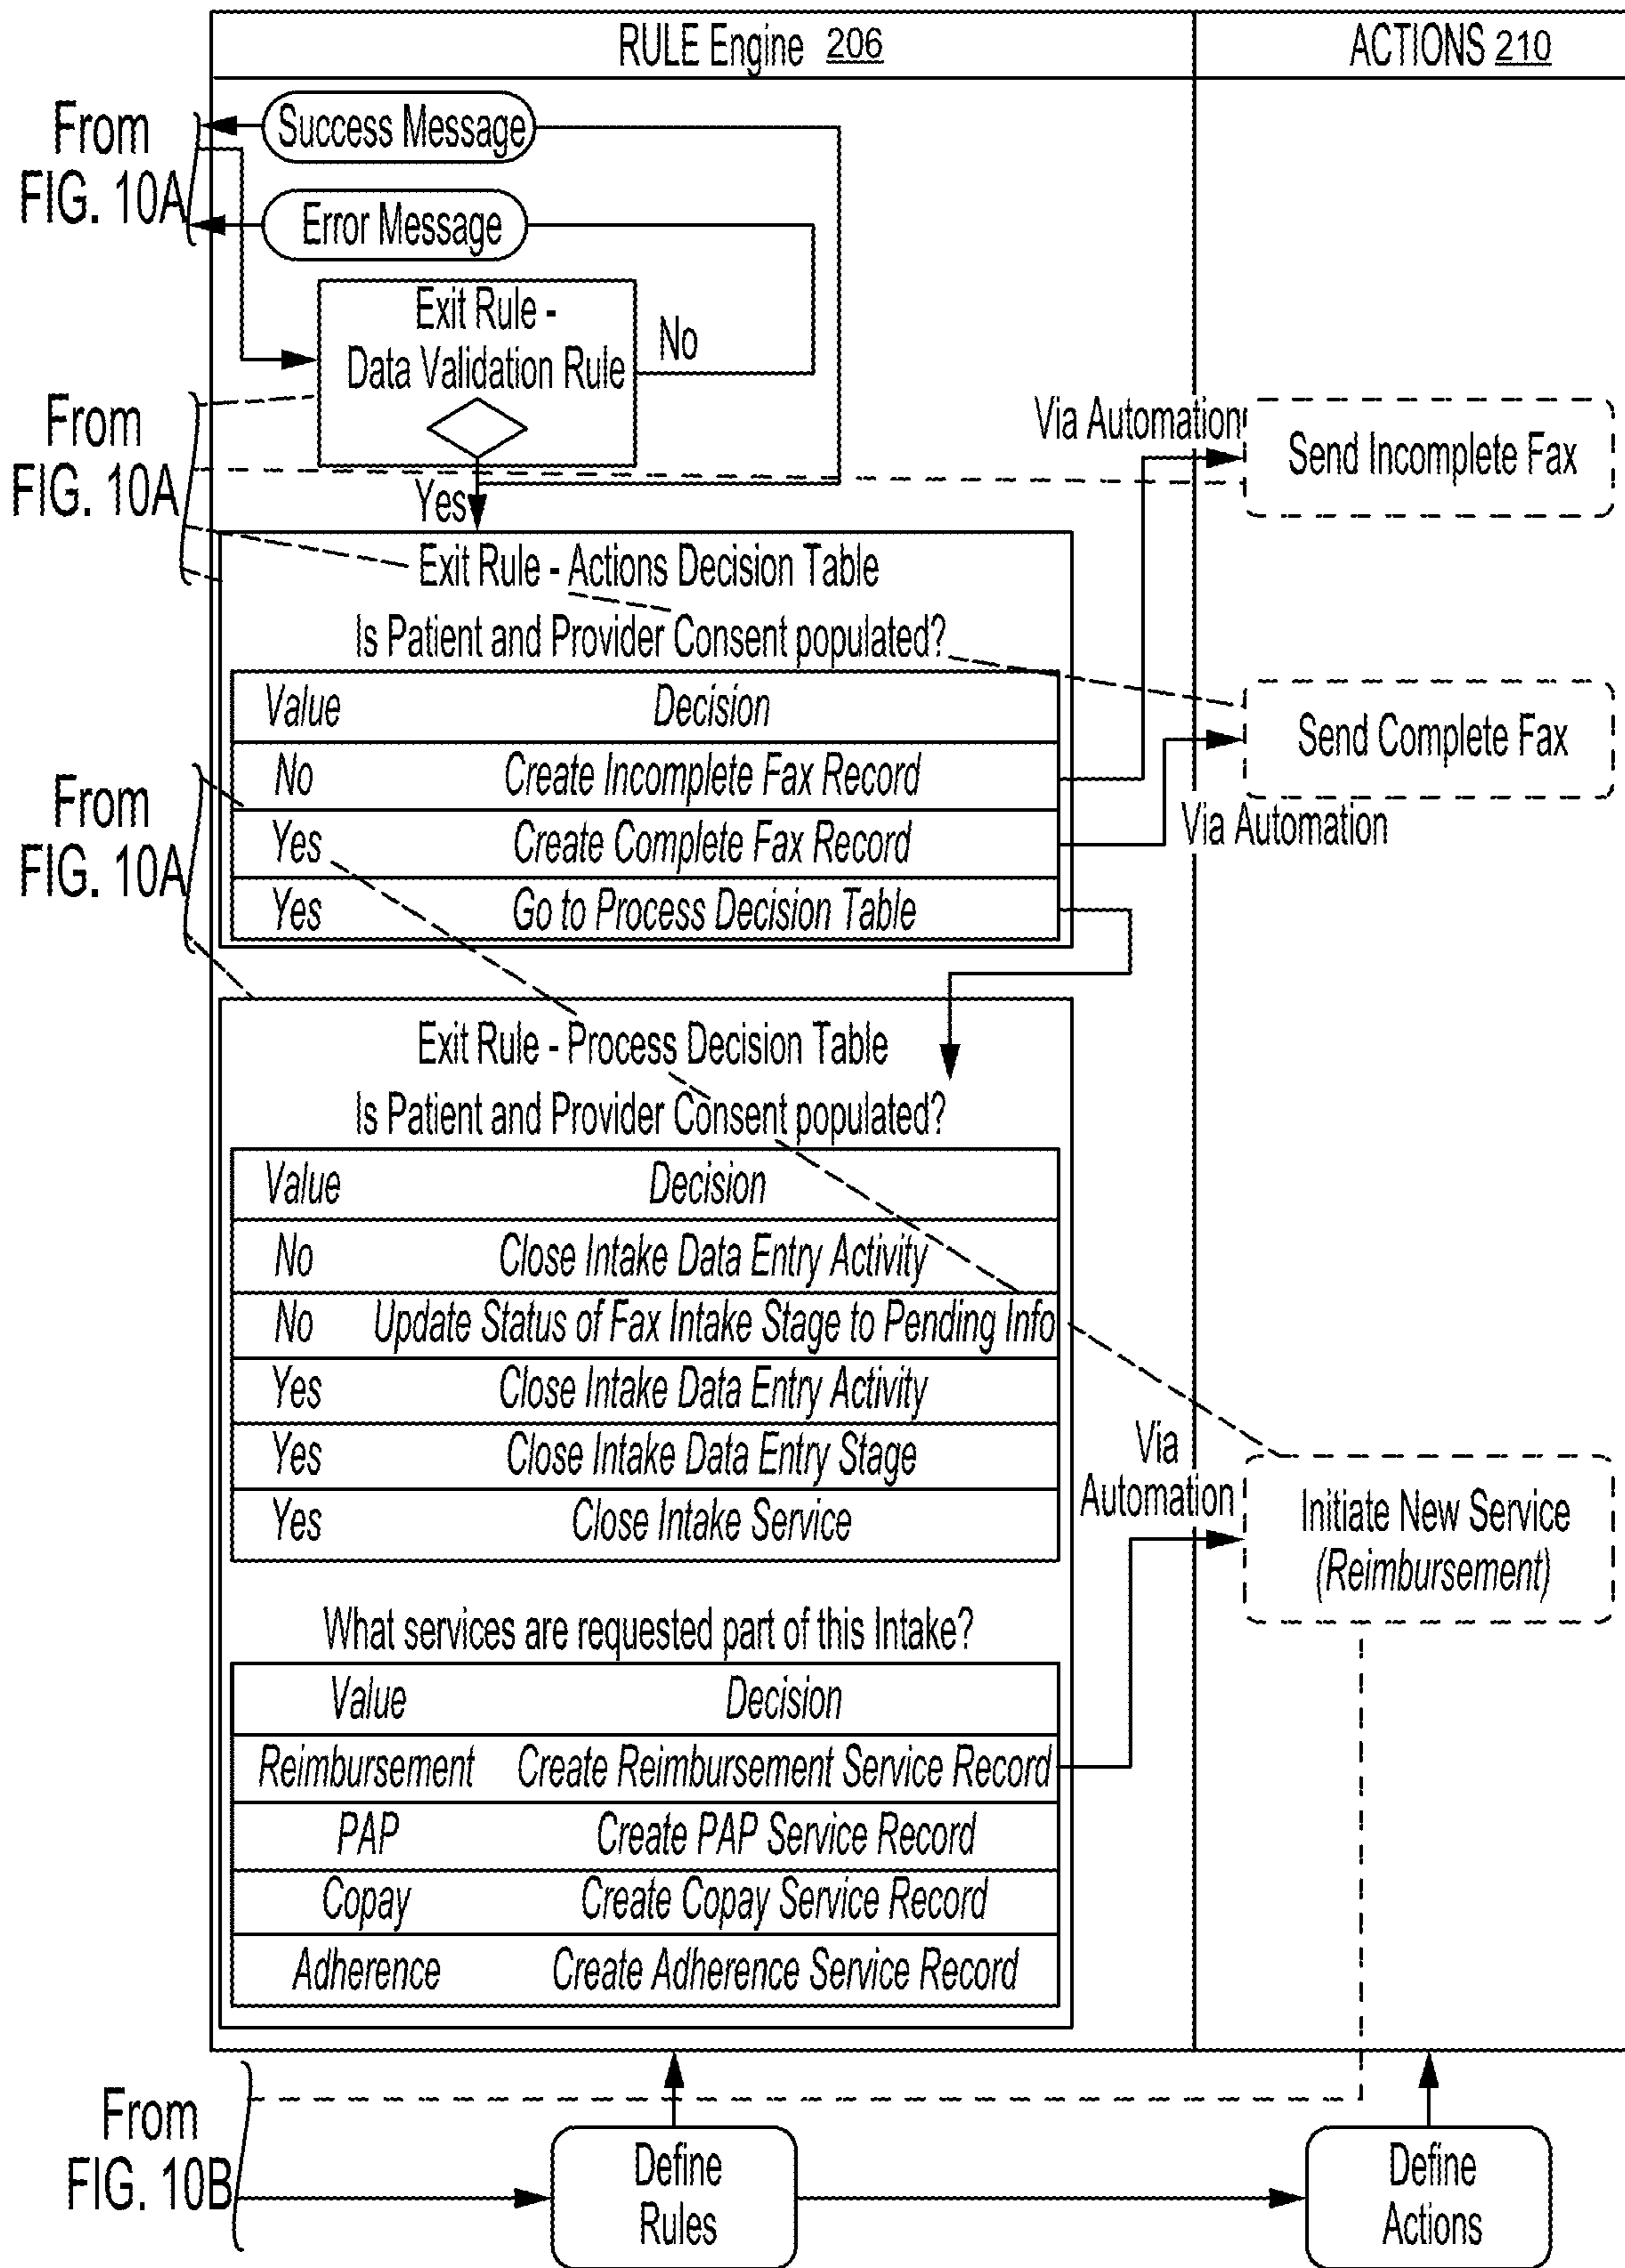 RULE Engine 206
ACTIONS 210
From
FIG. 10A
Success Message
Error Message
Exit Rule -
Data Validation Rule
No
Yes
From
FIG. 10A
Via Automation
Send Incomplete Fax
Exit Rule - Actions Decision Table
Is Patient and Provider Consent populated?
Value Decision
No Create Incomplete Fax Record
Yes Create Complete Fax Record
Yes Go to Process Decision Table
Send Complete Fax
Via Automation
From
FIG. 10A
Exit Rule - Process Decision Table
Is Patient and Provider Consent populated?
Value Decision
No Close Intake Data Entry Activity
No Update Status of Fax Intake Stage to Pending Info
Yes Close Intake Data Entry Activity
Yes Close Intake Data Entry Stage
Yes Close Intake Service
Via
Automation
Initiate New Service
(Reimbursement)
What services are requested part of this Intake?
Value Decision
Reimbursement Create Reimbursement Service Record
PAP Create PAP Service Record
Copay Create Copay Service Record
Adherence Create Adherence Service Record
From
FIG. 10B
Define
Rules
Define
Actions